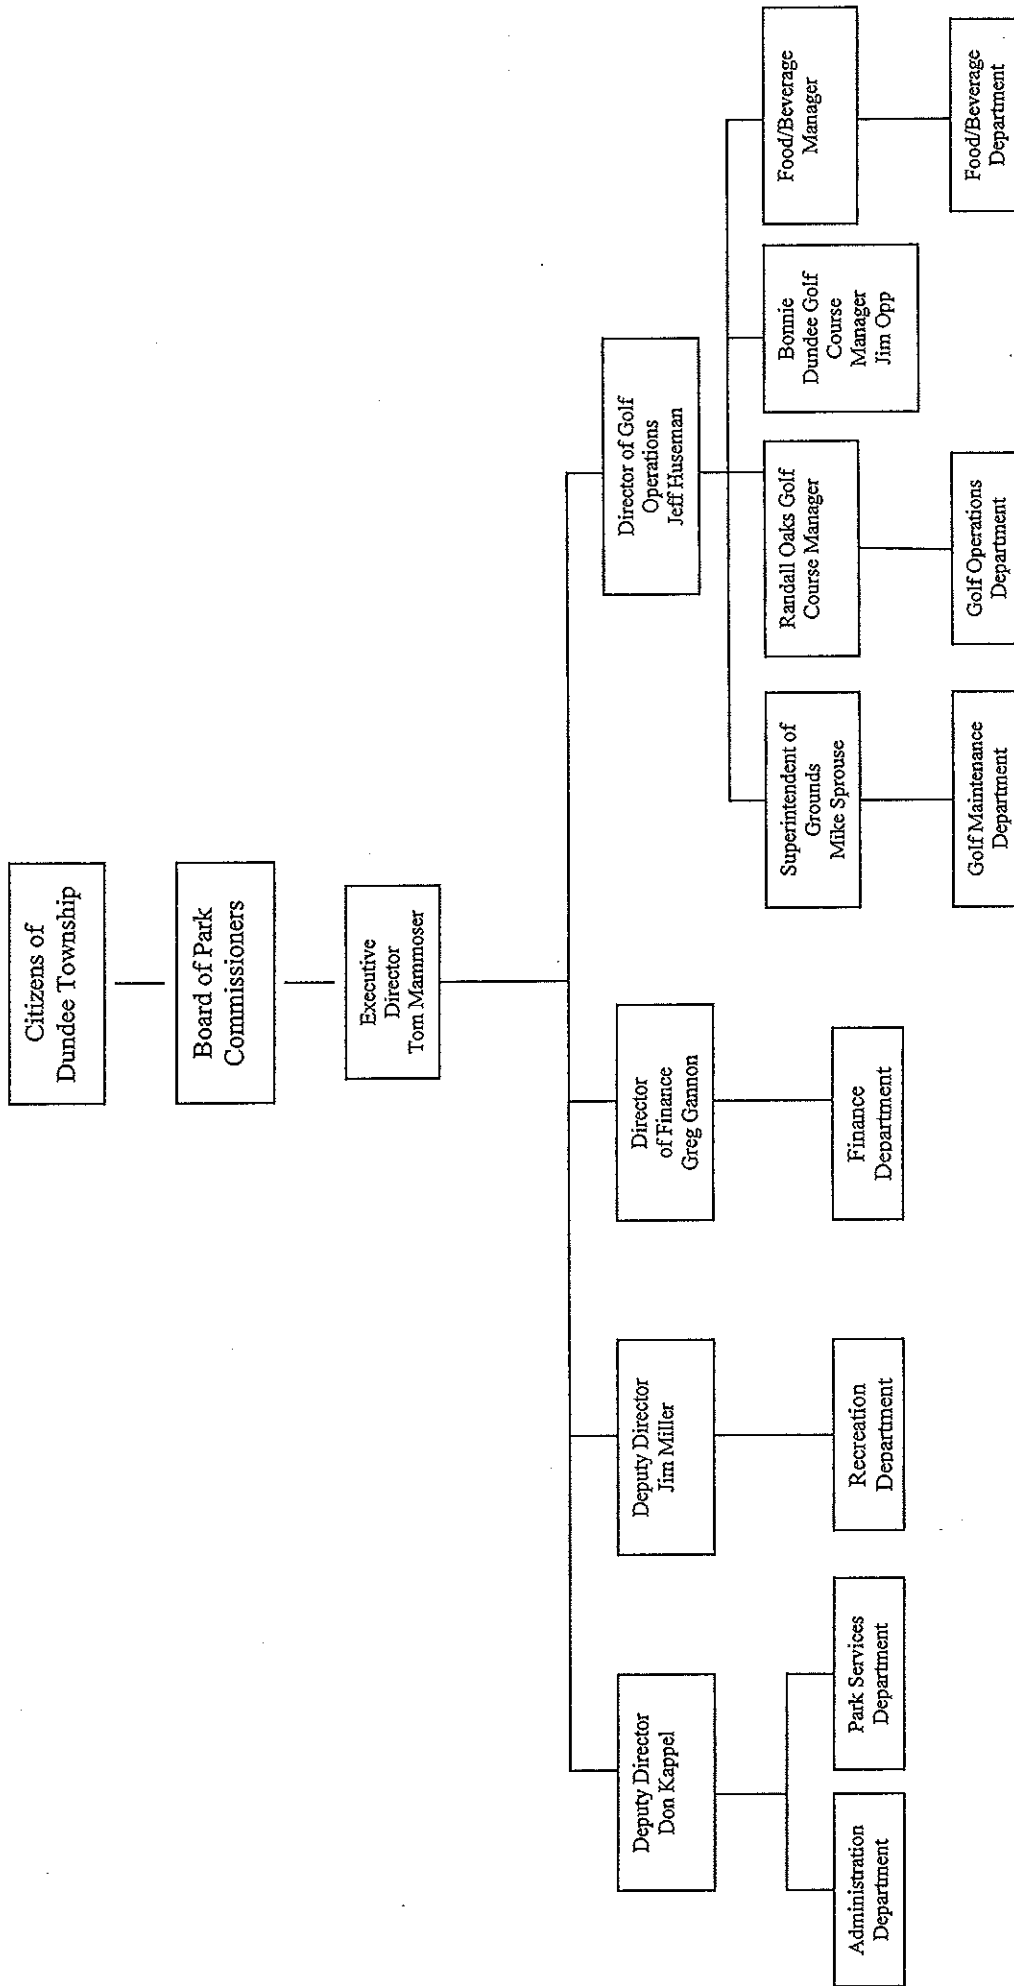 Citizens of
Dundee Township
Board of Park
Commissioners
Executive
Director
Tom Mammoser
Deputy Director
Don Kappel
Deputy Director
Jim Miller
Director
of Finance
Greg Gannon
Director of Golf
Operations
Jeff Huseman
Administration
Department
Park Services
Department
Recreation
Department
Finance
Department
Superintendent of
Grounds
Mike Sprouse
Randall Oaks Golf
Course Manager
Bonnie
Dundee Golf
Course
Manager
Jim Opp
Food/Beverage
Manager
Golf Maintenance
Department
Golf Operations
Department
Food/Beverage
Department